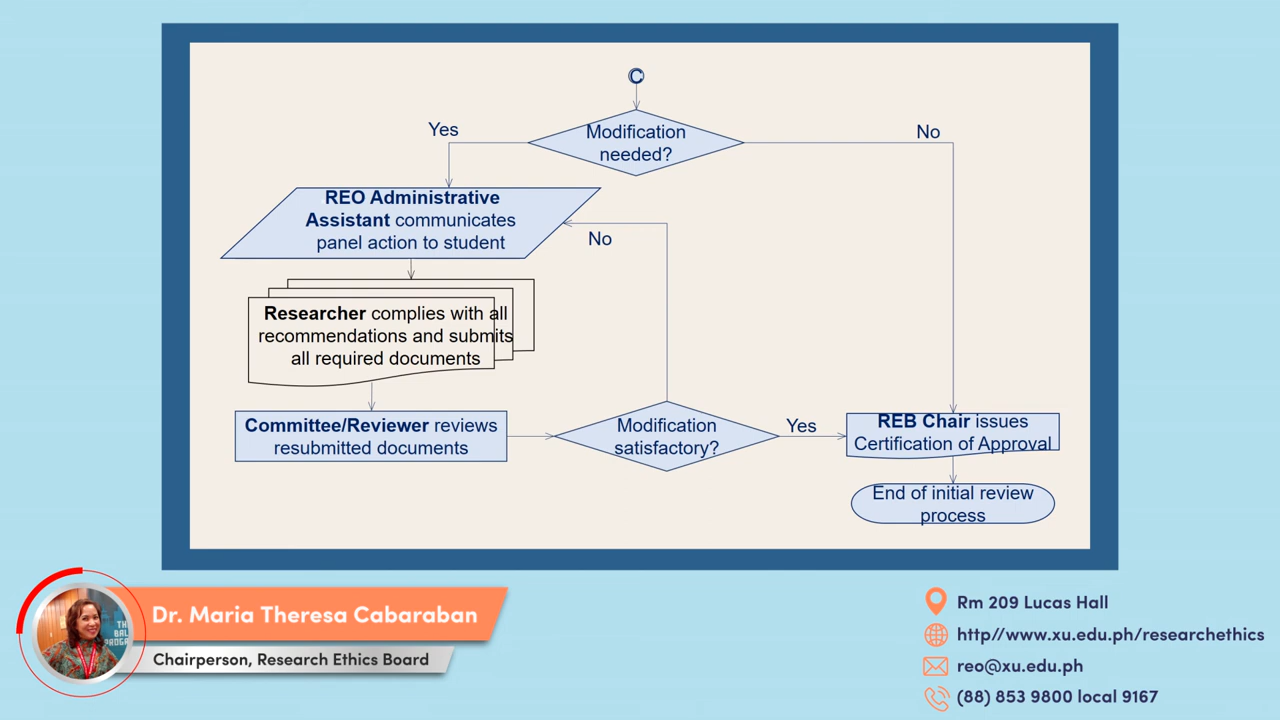 C
Modification
needed?
Yes
No
REO Administrative
Assistant communicates
panel action to student
No
Researcher complies with all
recommendations and submits
all required documents
Committee/Reviewer reviews
resubmitted documents
Modification
satisfactory?
Yes
REB Chair issues
Certification of Approval
End of initial review
process
Dr. Maria Theresa Cabaraban
Chairperson, Research Ethics Board
Rm 209 Lucas Hall
http//www.xu.edu.ph/researchethics
reo@xu.edu.ph
(88) 853 9800 local 9167